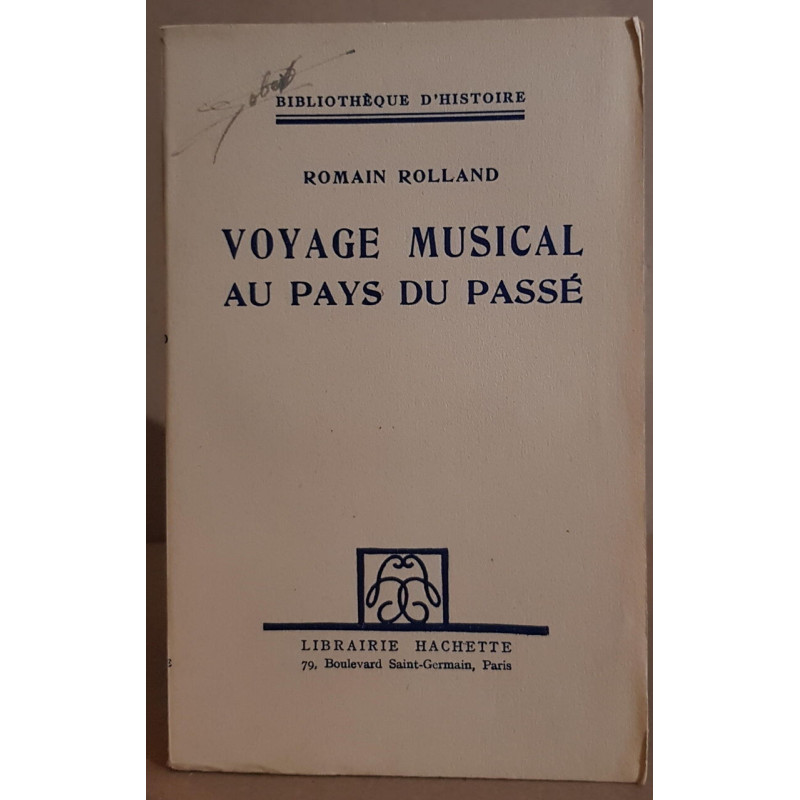 BIBLIOTHÈQUE D'HISTOIRE
ROMAIN ROLLAND
VOYAGE MUSICAL
AU PAYS DU PASSÉ
LIBRAIRIE HACHETTE
79, Boulevard Saint-Germain, Paris